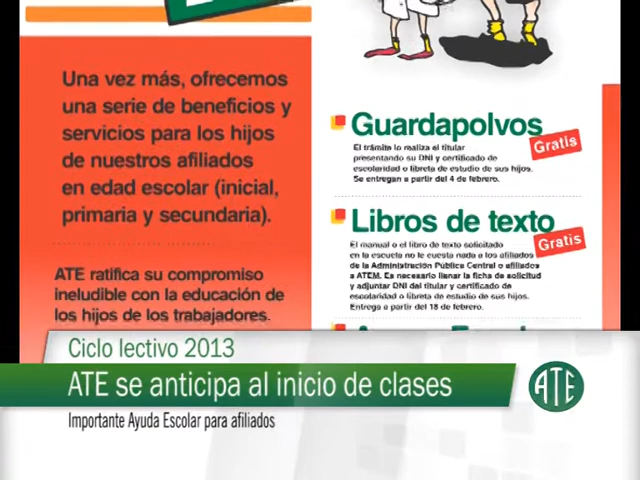 Una vez más, ofrecemos
una serie de beneficios y
servicios para los hijos
de nuestros afiliados
en edad escolar (inicial,
primaria y secundaria).
ATE ratifica su compromiso
ineludible con la educación de
los hijos de los trabajadores.
Guardapolvos
Gratis
El trámite lo realiza el titular
presentando su DNI y certificado de
escolaridad o libreta de estudio de sus hijos.
Se entregan a partir del 4 de febrero.
Libros de texto
Gratis
El manual o el libro de texto solicitado
en la escuela no le cuesta nada a los afiliados
de la Administración Pública Central o afiliados
a ATEM. Es necesario llenar la ficha de solicitud
y adjuntar DNI del titular y certificado de
escolaridad o libreta de estudio de sus hijos.
Entrega a partir del 18 de febrero.
Ciclo lectivo 2013
ATE se anticipa al inicio de clases
ATE
Importante Ayuda Escolar para afiliados